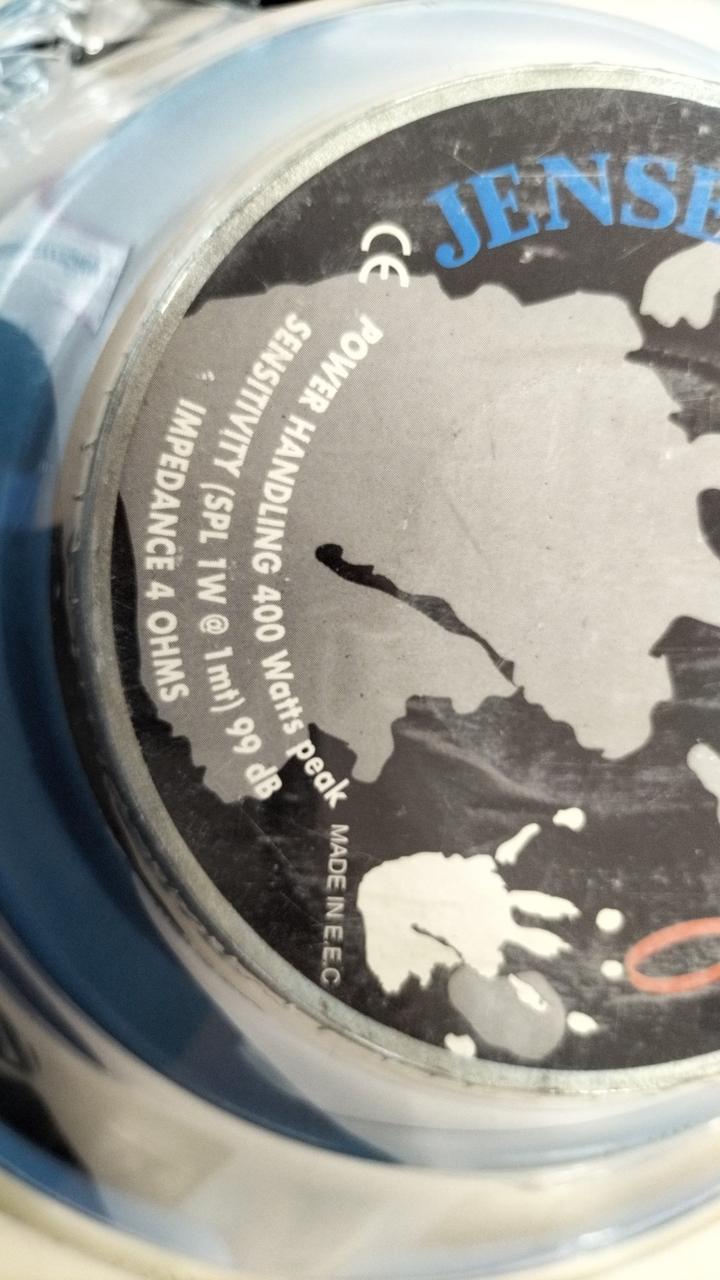 JENSE
CE
POWER HANDLING 400 Watts peak
SENSITIVITY (SPL 1W @ 1mt) 99 dB
IMPEDANCE 4 OHMS
MADE IN E.E.C